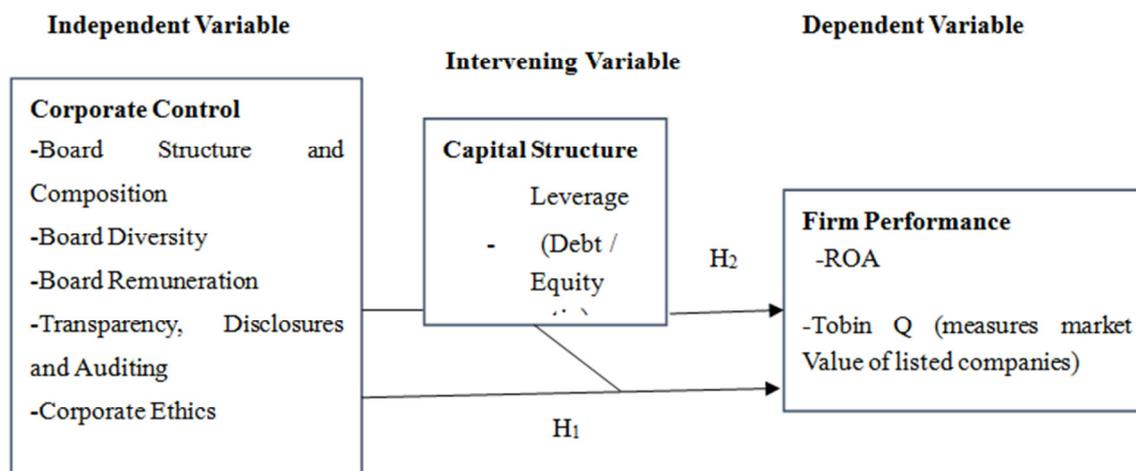 Independent Variable
Intervening Variable
Dependent Variable
Corporate Control
-Board Structure and
Composition
-Board Diversity
-Board Remuneration
-Transparency, Disclosures
and Auditing
-Corporate Ethics
Capital Structure
Leverage
- (Debt /
Equity
H2
Firm Performance
-ROA
-Tobin Q (measures market
Value of listed companies)
H1